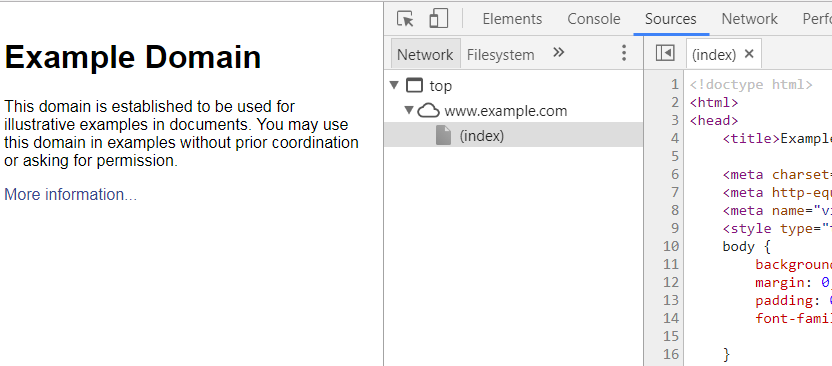 Example Domain
This domain is established to be used for
illustrative examples in documents. You may use
this domain in examples without prior coordination
or asking for permission.
More information...
Elements Console Sources Network
Network Filesystem »
top
www.example.com
(index)
(index) ×
1 <!doctype html>
2 <html>
3 <head>
4 <title>Example
5
6 <meta charset=
7 <meta http-equ
8 <meta name="vi
9 <style type="
10 body {
11 background
12 margin: 0
13 padding:
14 font-famil
15
16 }